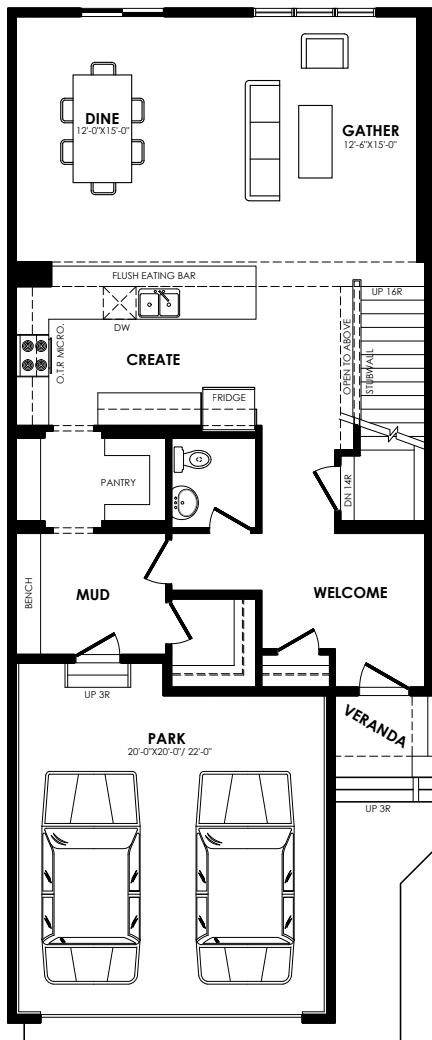 DINE
12'-0"X15'-0"
GATHER
12'-6"X15'-0"
FLUSH EATING BAR
UP 16R
DW
O.T.R MICRO.
CREATE
OPEN TO ABOVE
STUBWALL
FRIDGE
PANTRY
DN 14R
BENCH
MUD
WELCOME
UP 3R
VERANDA
PARK
20'-0"X20'-0"/ 22'-0"
UP 3R